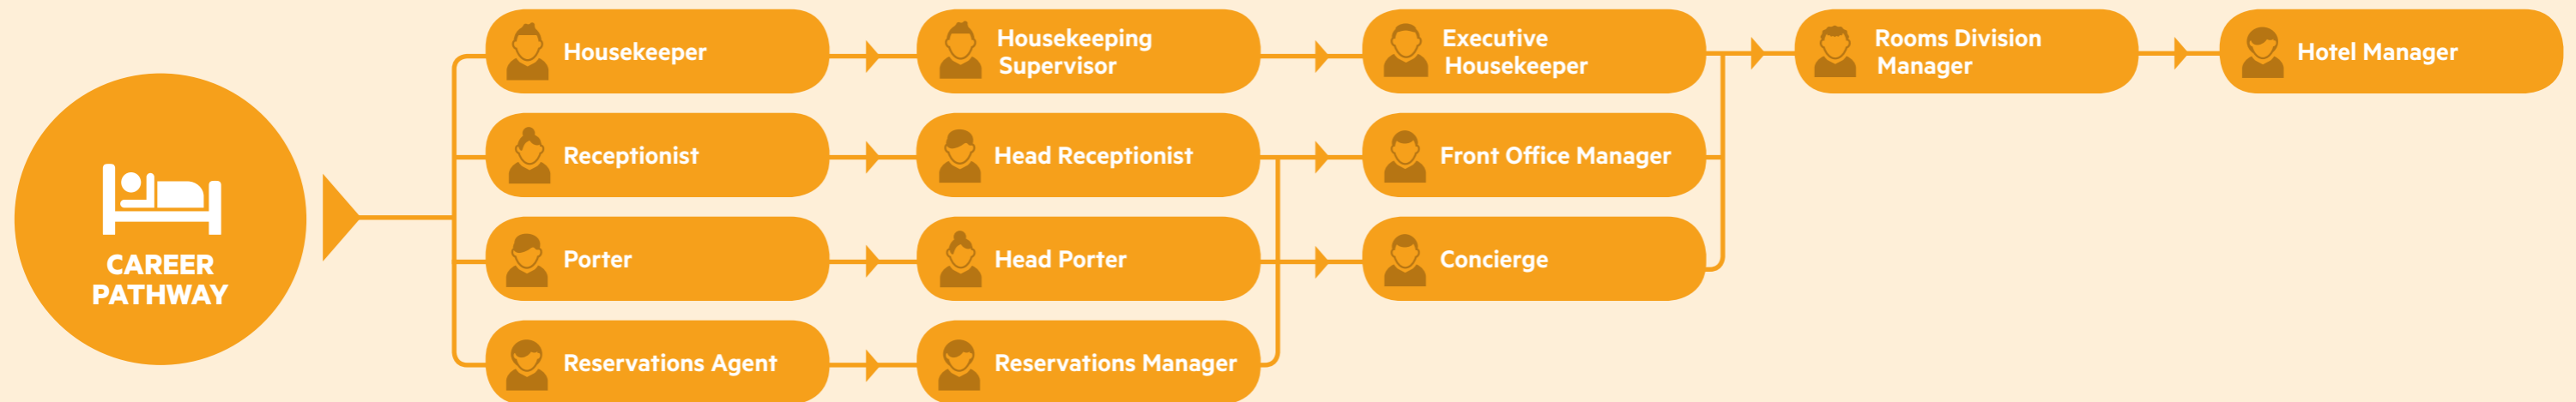 CAREER
PATHWAY
Housekeeper
Housekeeping
Supervisor
Executive
Housekeeper
Rooms Division
Manager
Hotel Manager
Receptionist
Head Receptionist
Front Office Manager
Porter
Head Porter
Concierge
Reservations Agent
Reservations Manager